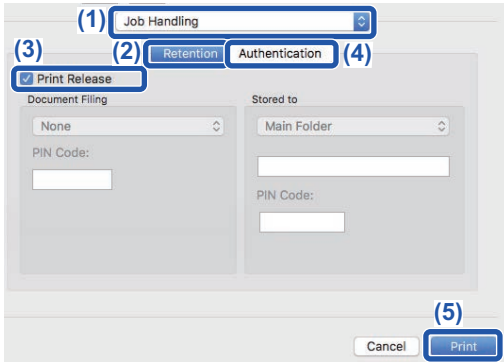 (1) Job Handling
(3) (2) Retention Authentication (4)
Print Release
Document Filing Stored to
None Main Folder
PIN Code:
PIN Code:
(5)
Cancel Print